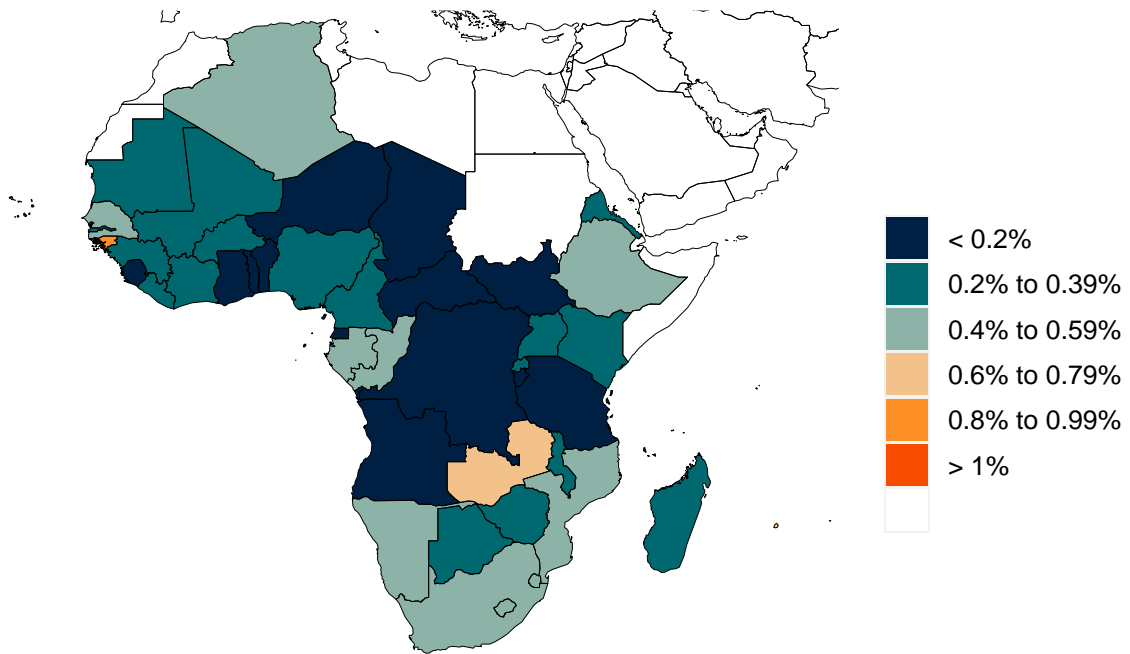 < 0.2%
0.2% to 0.39%
0.4% to 0.59%
0.6% to 0.79%
0.8% to 0.99%
> 1%